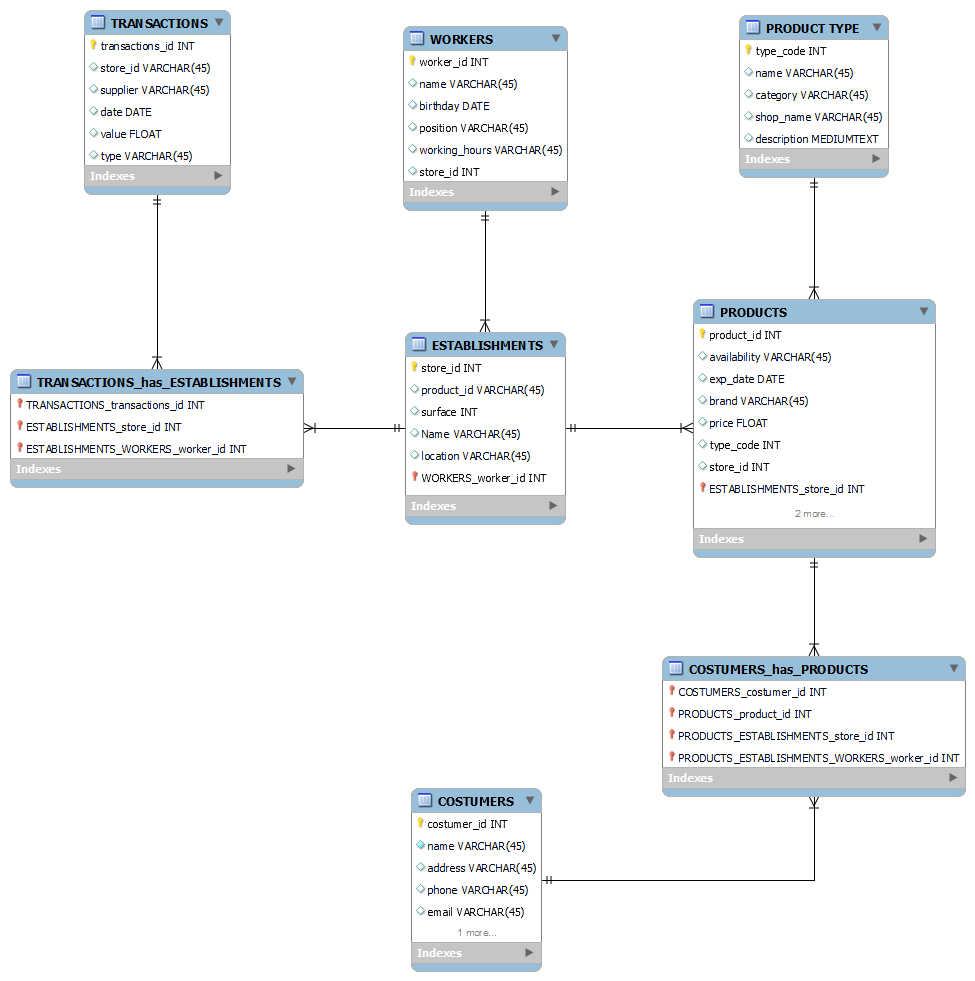 TRANSACTIONS
transactions_id INT
store_id VARCHAR(45)
supplier VARCHAR(45)
date DATE
value FLOAT
type VARCHAR(45)
Indexes
WORKERS
worker_id INT
name VARCHAR(45)
birthday DATE
position VARCHAR(45)
working_hours VARCHAR(45)
store_id INT
Indexes
PRODUCT TYPE
type_code INT
name VARCHAR(45)
category VARCHAR(45)
shop_name VARCHAR(45)
description MEDIUMTEXT
Indexes
TRANSACTIONS_has_ESTABLISHMENTS
TRANSACTIONS_transactions_id INT
ESTABLISHMENTS_store_id INT
ESTABLISHMENTS_WORKERS_worker_id INT
Indexes
ESTABLISHMENTS
store_id INT
product_id VARCHAR(45)
surface INT
Name VARCHAR(45)
location VARCHAR(45)
WORKERS_worker_id INT
Indexes
PRODUCTS
product_id INT
availability VARCHAR(45)
exp_date DATE
brand VARCHAR(45)
price FLOAT
type_code INT
store_id INT
ESTABLISHMENTS_store_id INT
2 more...
Indexes
COSTUMERS_has_PRODUCTS
COSTUMERS_costumer_id INT
PRODUCTS_product_id INT
PRODUCTS_ESTABLISHMENTS_store_id INT
PRODUCTS_ESTABLISHMENTS_WORKERS_worker_id INT
Indexes
COSTUMERS
costumer_id INT
name VARCHAR(45)
address VARCHAR(45)
phone VARCHAR(45)
email VARCHAR(45)
1 more...
Indexes